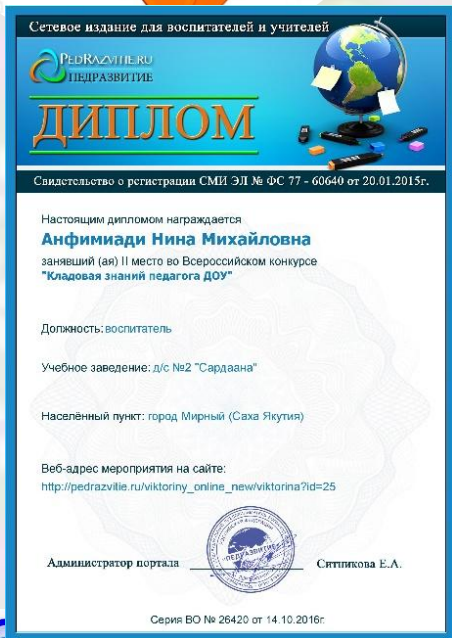 Сетевое издание для воспитателей и учителей
PEDRAZVITIE.RU
ПЕДРАЗВИТИЕ
ДИПЛОМ
Свидетельство о регистрации СМИ ЭЛ № ФС 77 - 60640 от 20.01.2015г.
Настоящим дипломом награждается
Анфимиади Нина Михайловна
занявший (ая) II место во Всероссийском конкурсе
"Кладовая знаний педагога ДОУ"
Должность: воспитатель
Учебное заведение: д/с №2 "Сардаана"
Населённый пункт: город Мирный (Саха Якутия)
Веб-адрес мероприятия на сайте:
http://pedrazvitie.ru/viktoriny_online_new/viktorina?id=25
ПЕДРАЗВИТИЕ
Администратор портала Ситникова Е.А.
Серия ВО № 26420 от 14.10.2016г.